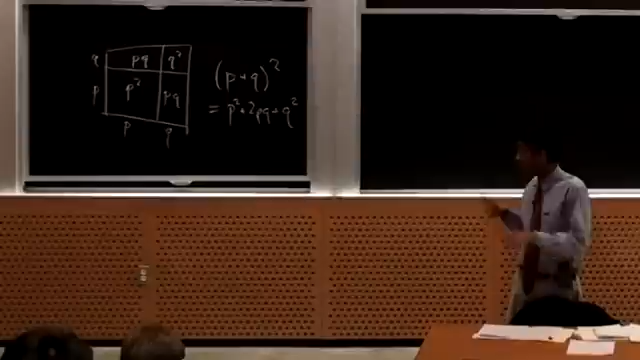 q pq q²
p p² pq
p q
(p+q)²
= p²+2pq+q²